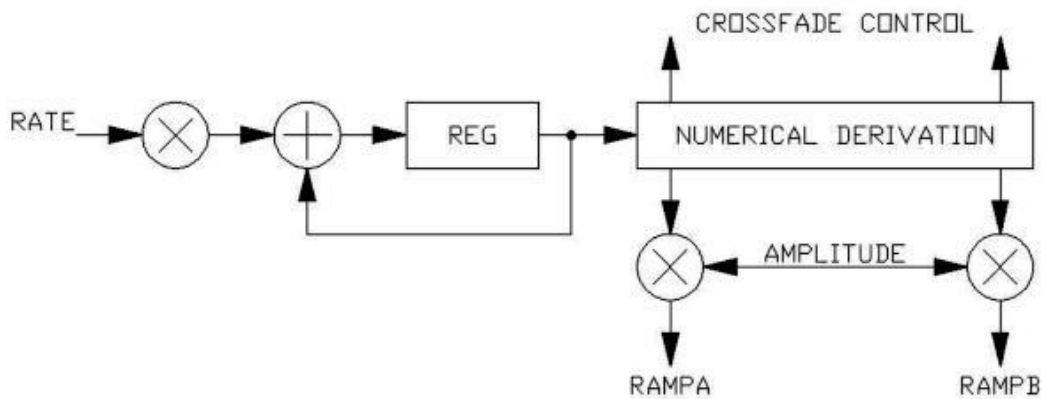 CROSSFADE CONTROL
RATE
REG
NUMERICAL DERIVATION
AMPLITUDE
RAMPA
RAMPB